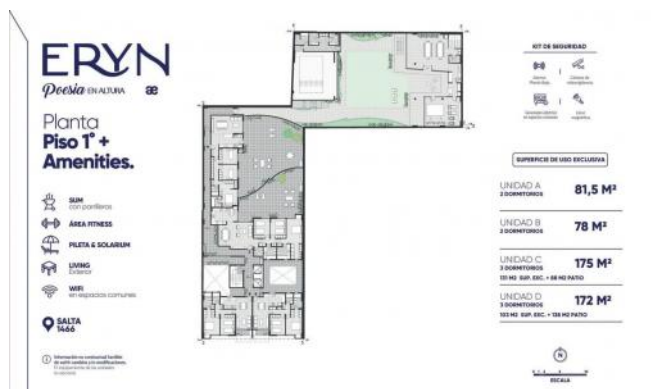 ERYN
Poesía EN ALTURA æ
Planta
Piso 1° +
Amenities.
SUM
con parrilleros
ÁREA FITNESS
PILETA & SOLARIUM
LIVING
Exterior
WIFI
en espacios comunes
SALTA
1466
KIT DE SEGURIDAD
SUPERFICIE DE USO EXCLUSIVA
UNIDAD A
2 DORMITORIOS
81,5 M²
UNIDAD B
2 DORMITORIOS
78 M²
UNIDAD C
3 DORMITORIOS
175 M²
UNIDAD D
3 DORMITORIOS
172 M²
N
ESCALA